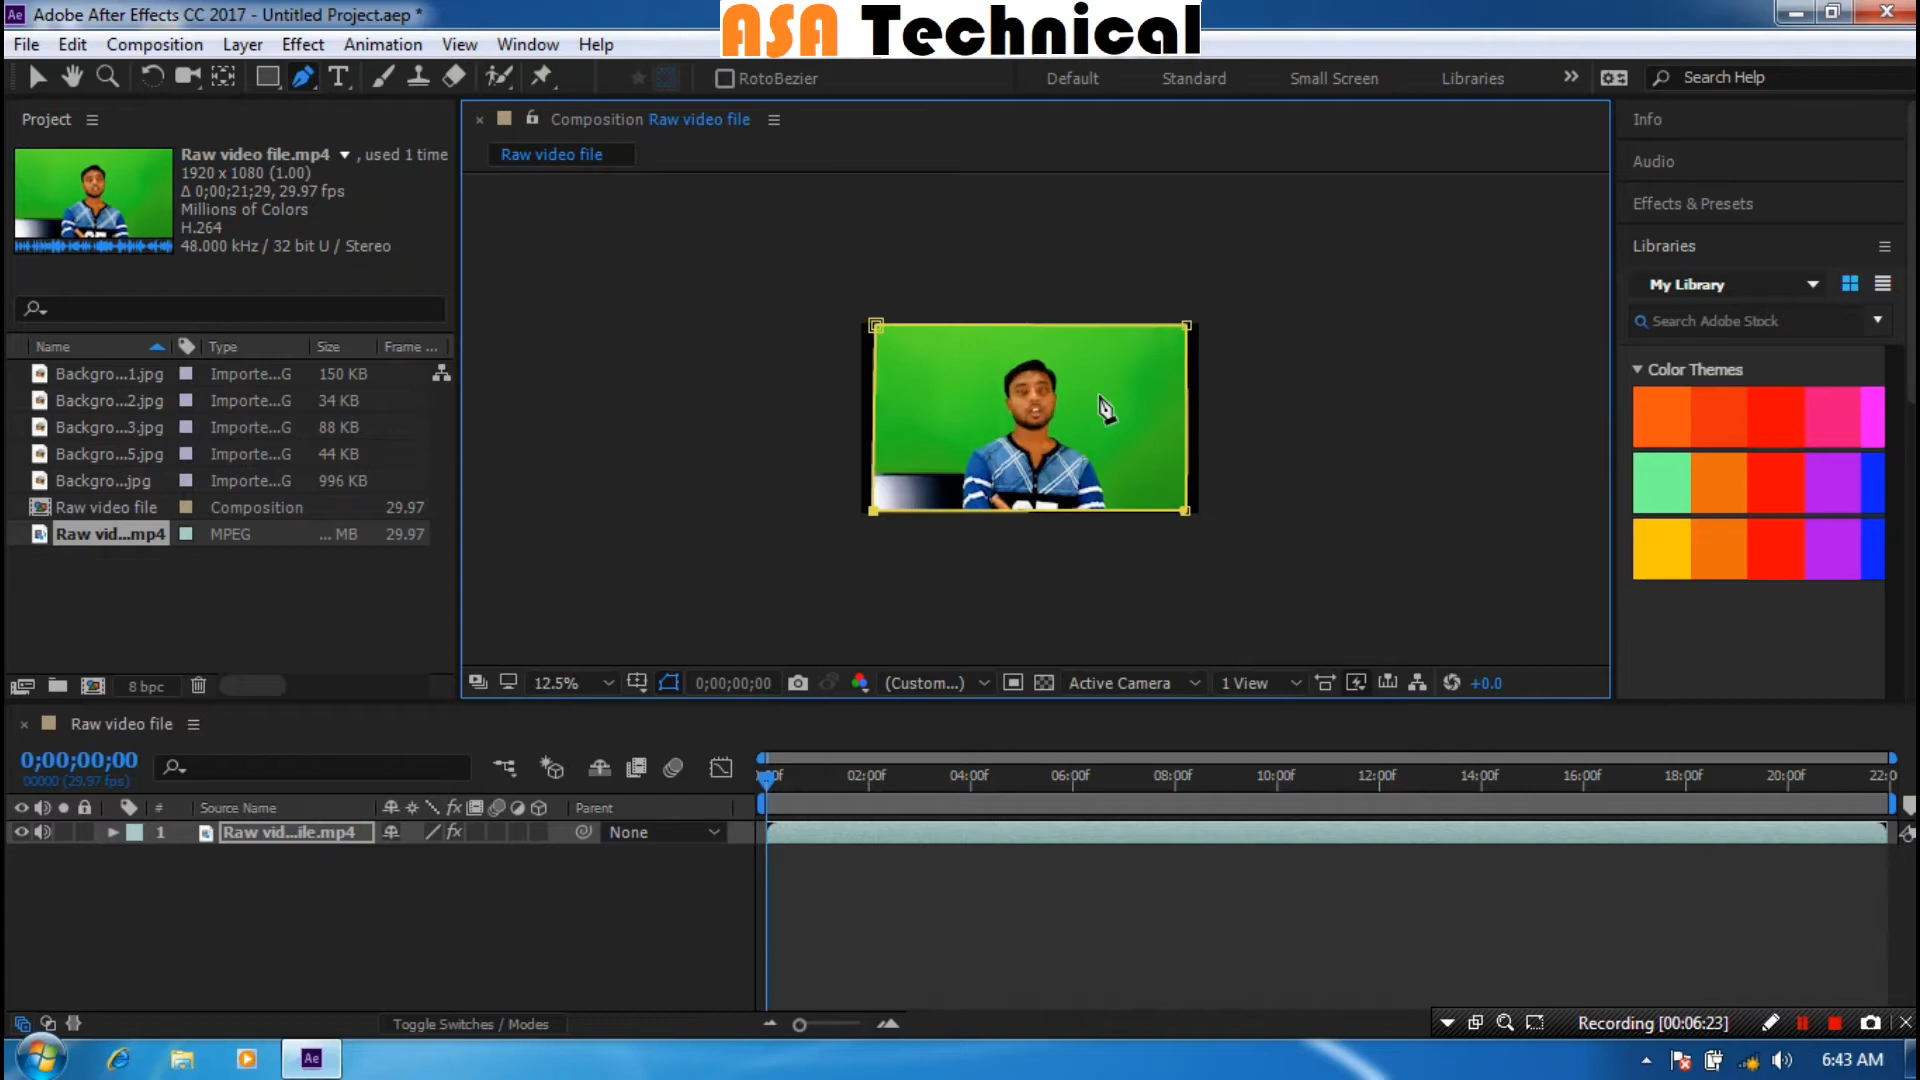 Adobe After Effects CC 2017 - Untitled Project.aep *
ASA Technical
File Edit Composition Layer Effect Animation View Window Help
RotoBezier Default Standard Small Screen Libraries Search Help
Project
Raw video file.mp4 , used 1 time
1920 x 1080 (1.00)
Δ 0;00;21;29, 29.97 fps
Millions of Colors
H.264
48.000 kHz / 32 bit U / Stereo
Name Type Size Frame ...
Backgro...1.jpg Importe...G 150 KB
Backgro...2.jpg Importe...G 34 KB
Backgro...3.jpg Importe...G 88 KB
Backgro...5.jpg Importe...G 44 KB
Backgro...jpg Importe...G 996 KB
Raw video file Composition 29.97
Raw vid...mp4 MPEG ... MB 29.97
8 bpc
Composition Raw video file
Raw video file
12.5% 0;00;00;00 (Custom...) Active Camera 1 View +0.0
Info
Audio
Effects & Presets
Libraries
My Library
Search Adobe Stock
Color Themes
Raw video file
0;00;00;00
00000 (29.97 fps)
02:00f 04:00f 06:00f 08:00f 10:00f 12:00f 14:00f 16:00f 18:00f 20:00f 22:0
# Source Name fx Parent
1 Raw vid...ile.mp4 fx None
Toggle Switches / Modes
Recording [00:06:23]
Ae
6:43 AM